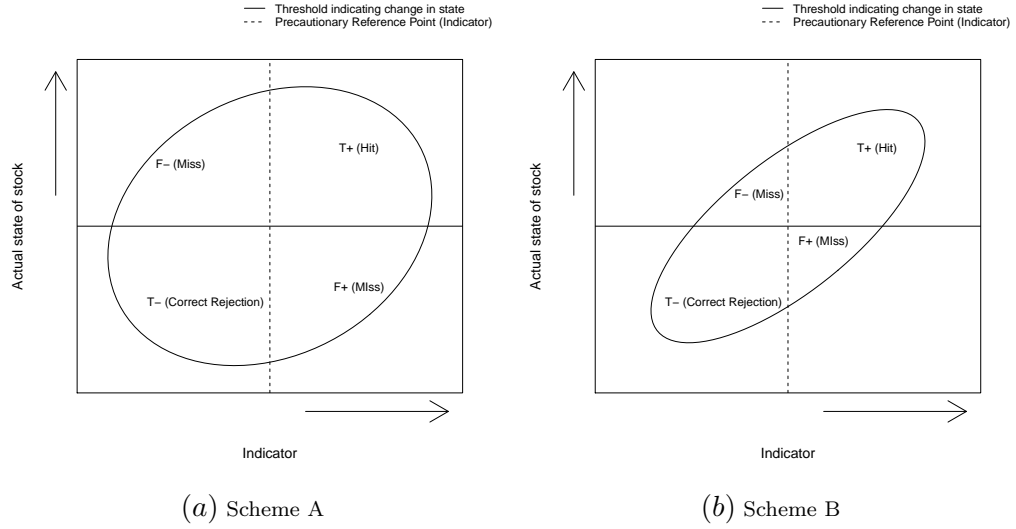 Threshold indicating change in state
Precautionary Reference Point (Indicator)
Actual state of stock
F− (Miss)
T+ (Hit)
T− (Correct Rejection)
F+ (MIss)
Indicator
(a) Scheme A
Threshold indicating change in state
Precautionary Reference Point (Indicator)
Actual state of stock
T+ (Hit)
F− (Miss)
F+ (MIss)
T− (Correct Rejection)
Indicator
(b) Scheme B